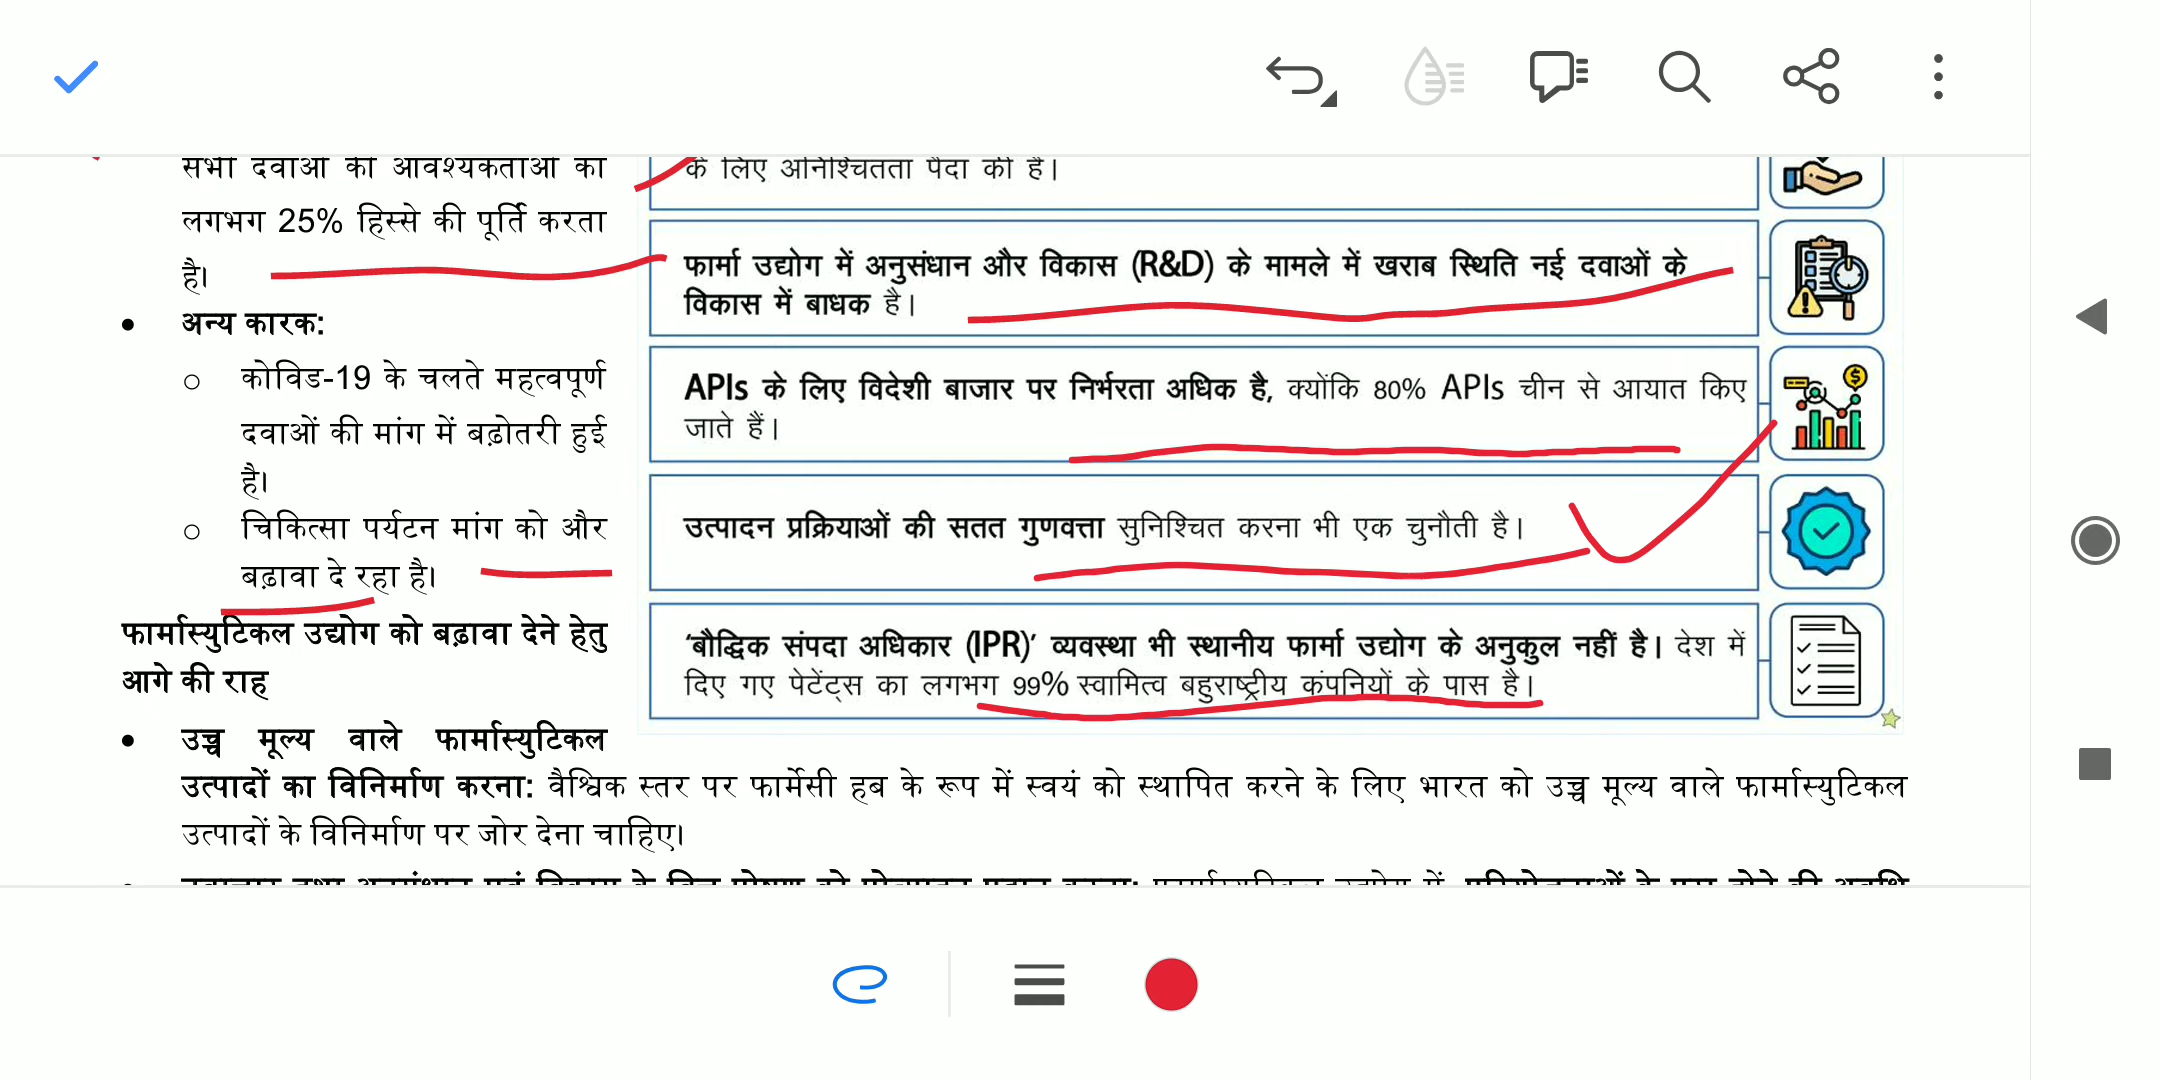 सभी दवाओं की आवश्यकताओं का
लगभग 25% हिस्से की पूर्ति करता
है।
• अन्य कारक:
○ कोविड-19 के चलते महत्वपूर्ण
दवाओं की मांग में बढ़ोतरी हुई
है।
○ चिकित्सा पर्यटन मांग को और
बढ़ावा दे रहा है।
फार्मास्युटिकल उद्योग को बढ़ावा देने हेतु
आगे की राह
के लिए अनिश्चितता पैदा की है।
फार्मा उद्योग में अनुसंधान और विकास (R&D) के मामले में खराब स्थिति नई दवाओं के
विकास में बाधक है।
APIs के लिए विदेशी बाजार पर निर्भरता अधिक है, क्योंकि 80% APIs चीन से आयात किए
जाते हैं।
उत्पादन प्रक्रियाओं की सतत गुणवत्ता सुनिश्चित करना भी एक चुनौती है।
'बौद्धिक संपदा अधिकार (IPR)' व्यवस्था भी स्थानीय फार्मा उद्योग के अनुकूल नहीं है। देश में
दिए गए पेटेंट्स का लगभग 99% स्वामित्व बहुराष्ट्रीय कंपनियों के पास है।
• उच्च मूल्य वाले फार्मास्युटिकल
उत्पादों का विनिर्माण करना: वैश्विक स्तर पर फार्मेसी हब के रूप में स्वयं को स्थापित करने के लिए भारत को उच्च मूल्य वाले फार्मास्युटिकल
उत्पादों के विनिर्माण पर जोर देना चाहिए।